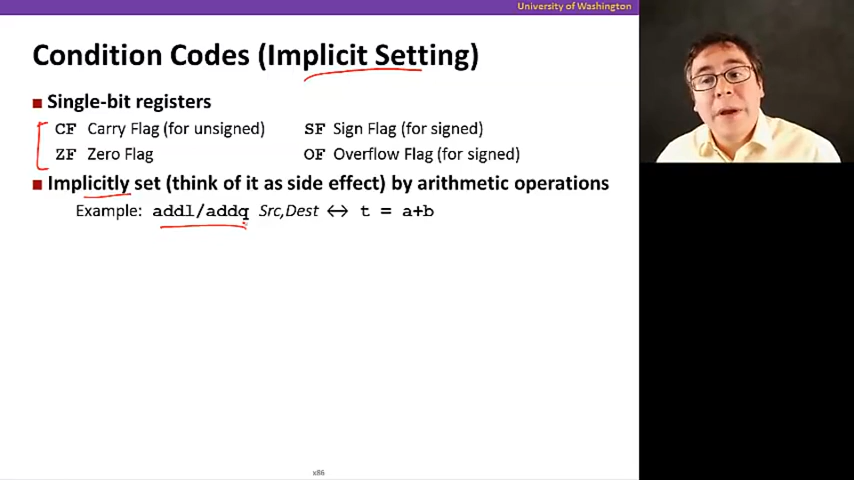 University of Washington
Condition Codes (Implicit Setting)
■ Single-bit registers
CF Carry Flag (for unsigned) SF Sign Flag (for signed)
ZF Zero Flag OF Overflow Flag (for signed)
■ Implicitly set (think of it as side effect) by arithmetic operations
Example: addl/addq Src,Dest ↔ t = a+b
x86